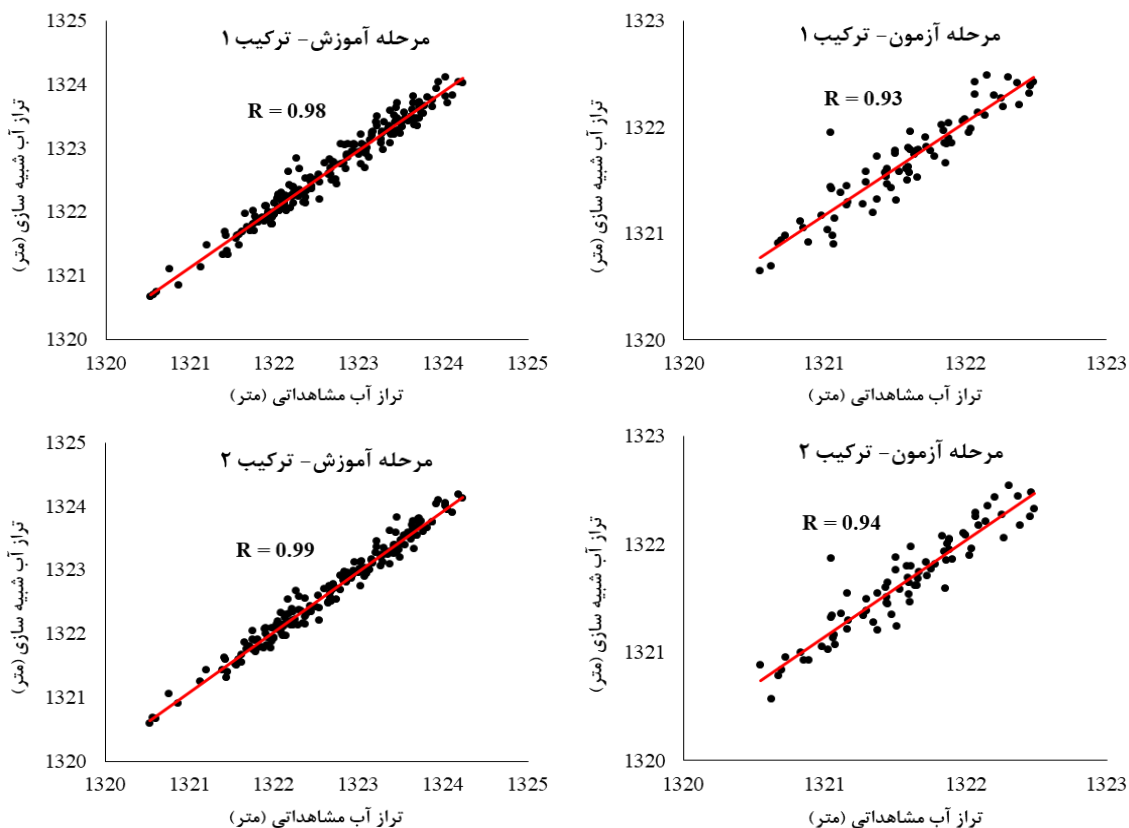 مرحله آموزش- ترکیب ۱
R = 0.98
1325
1324
1323
1322
1321
1320
1320 1321 1322 1323 1324 1325
تراز آب شبیه سازی (متر)
تراز آب مشاهداتی (متر)
مرحله آزمون- ترکیب ۱
R = 0.93
1323
1322
1321
1320
1320 1321 1322 1323
تراز آب شبیه سازی (متر)
تراز آب مشاهداتی (متر)
مرحله آموزش- ترکیب ۲
R = 0.99
1325
1324
1323
1322
1321
1320
1320 1321 1322 1323 1324 1325
تراز آب شبیه سازی (متر)
تراز آب مشاهداتی (متر)
مرحله آزمون- ترکیب ۲
R = 0.94
1323
1322
1321
1320
1320 1321 1322 1323
تراز آب شبیه سازی (متر)
تراز آب مشاهداتی (متر)